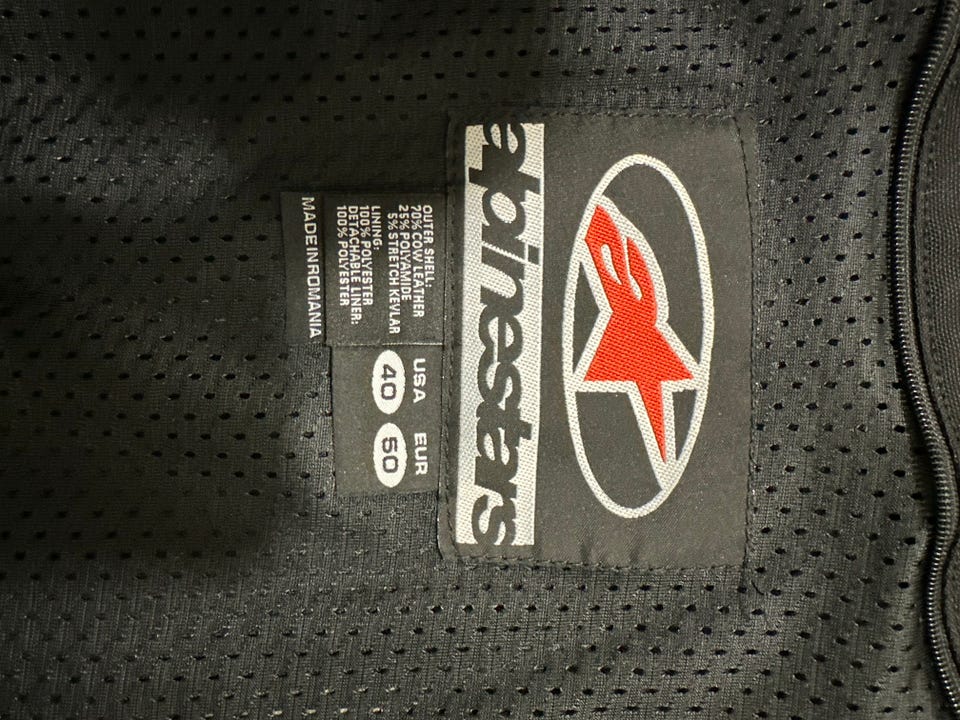 alpinestars
OUTER SHELL:
70% COW LEATHER
25% POLYAMIDE
5% STRETCH KEVLAR
LINING:
100% POLYESTER
DETACHABLE LINER:
100% POLYESTER
MADE IN ROMANIA
USA EUR
40 50